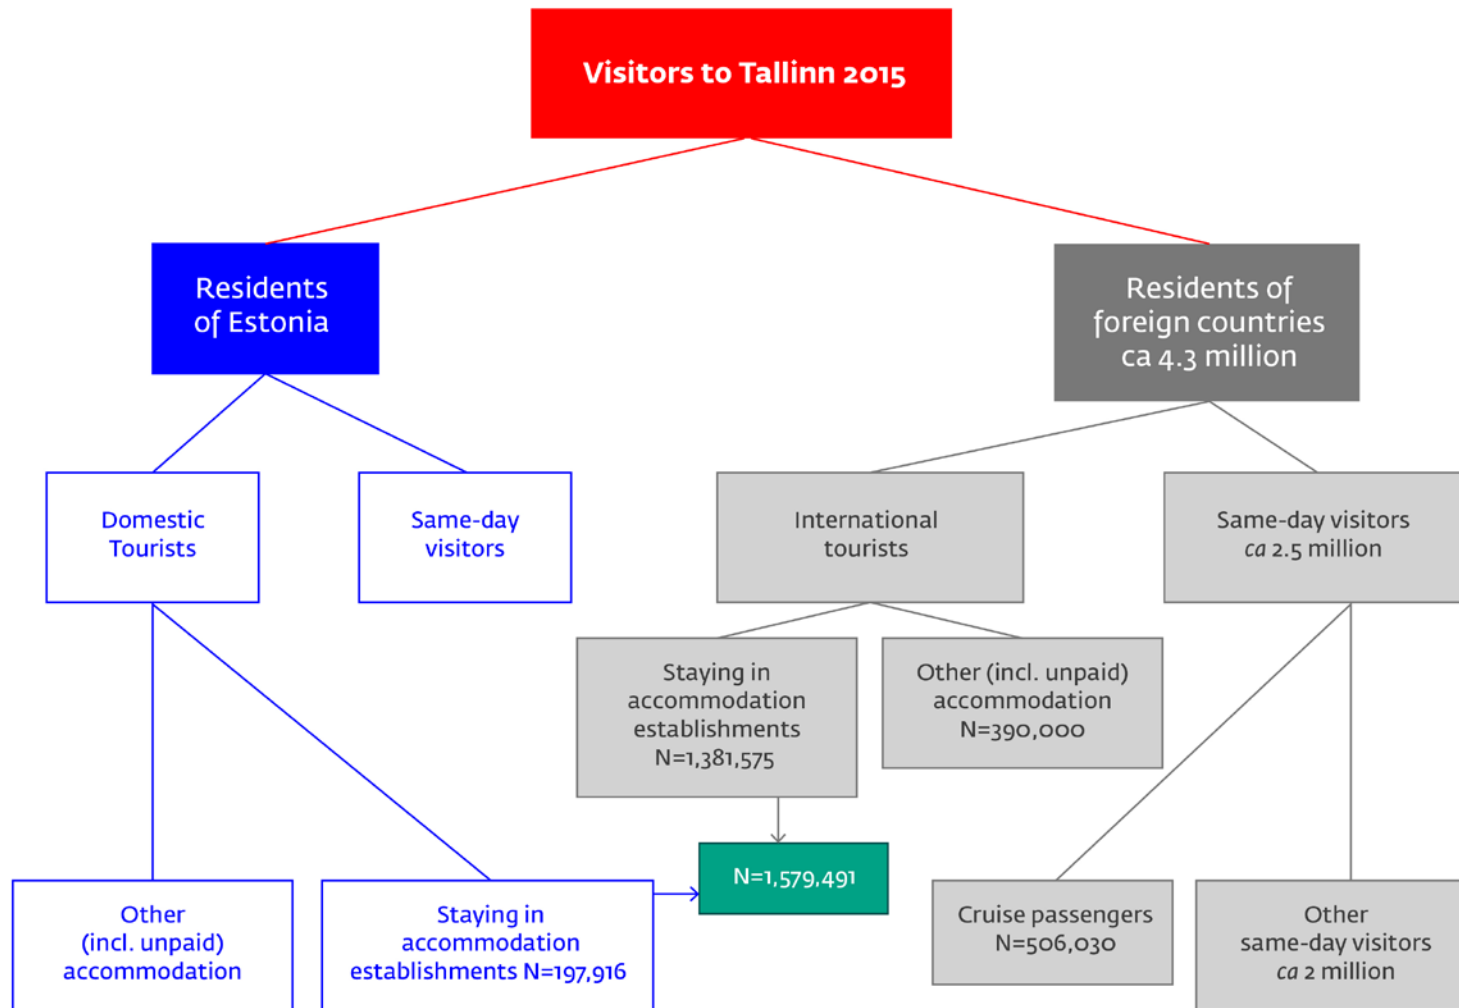 Visitors to Tallinn 2015
Residents
of Estonia
Residents of
foreign countries
ca 4.3 million
Domestic
Tourists
Same-day
visitors
International
tourists
Same-day visitors
ca 2.5 million
Staying in
accommodation
establishments
N=1,381,575
Other (incl. unpaid)
accommodation
N=390,000
N=1,579,491
Other
(incl. unpaid)
accommodation
Staying in
accommodation
establishments N=197,916
Cruise passengers
N=506,030
Other
same-day visitors
ca 2 million